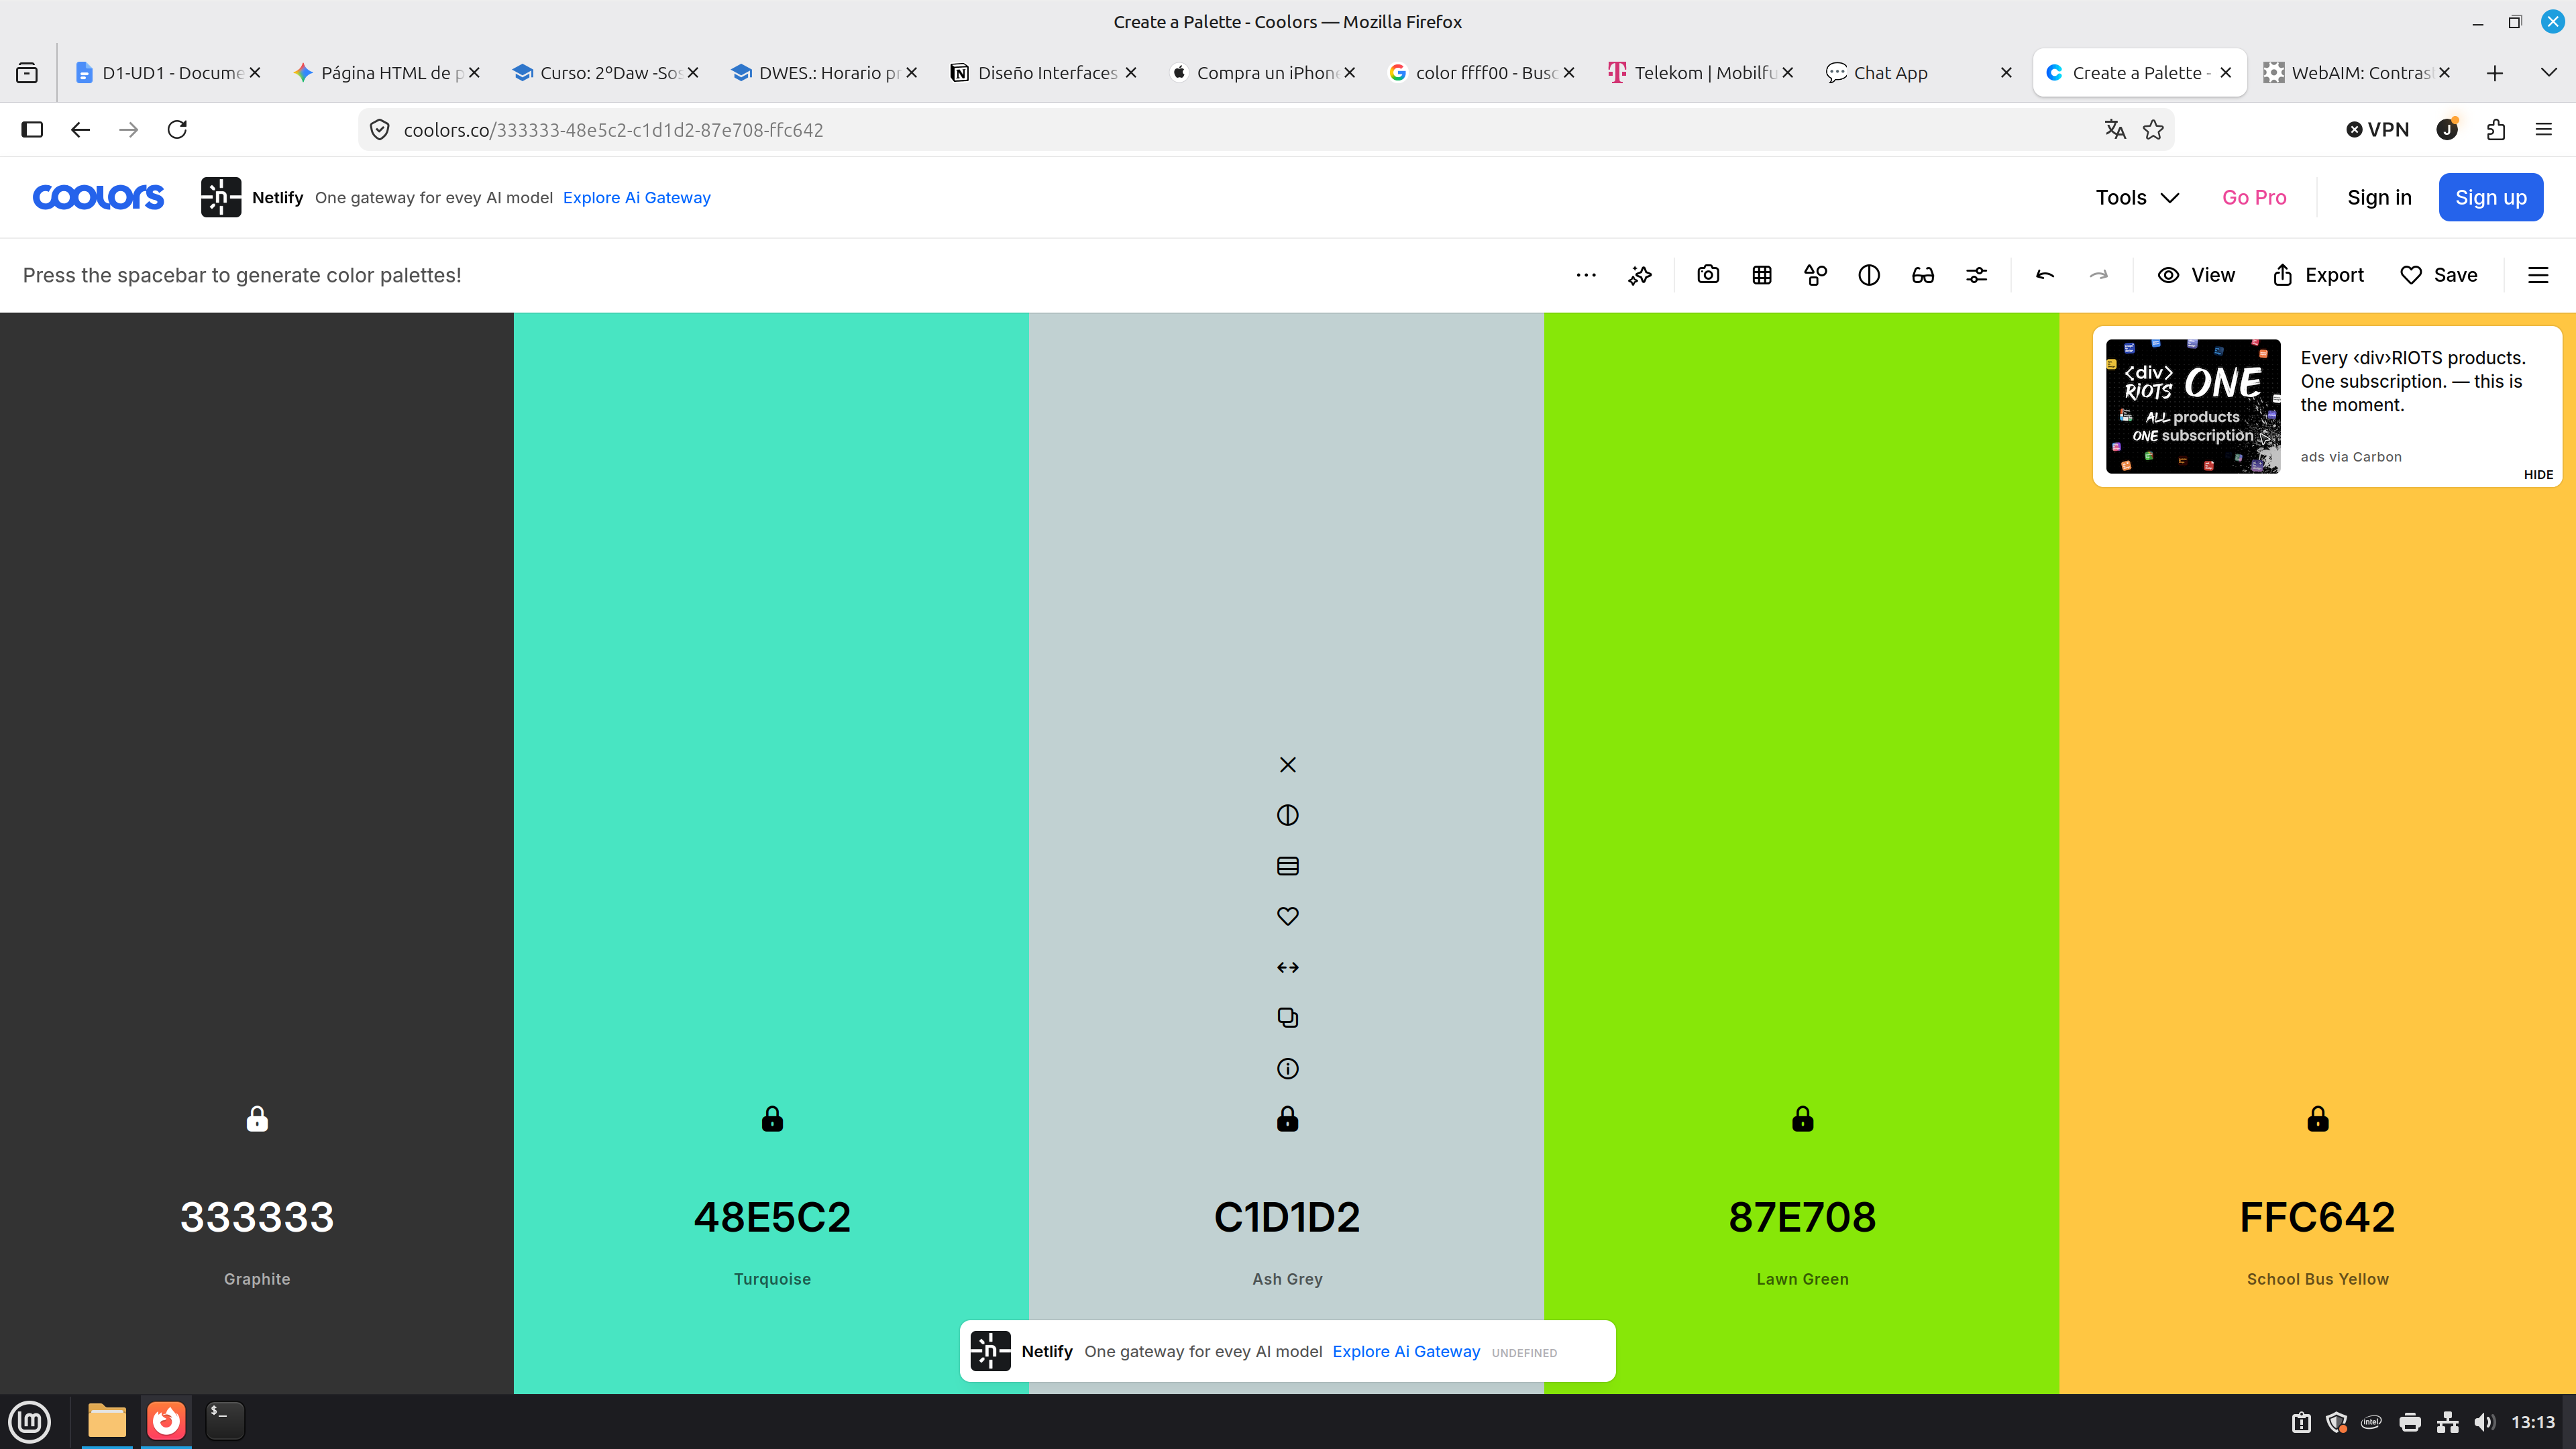 Create a Palette - Coolors — Mozilla Firefox
D1-UD1 - Docume
Página HTML de p
Curso: 2ºDaw -Sos
DWES.: Horario pr
Diseño Interfaces
Compra un iPhone
color ffff00 - Busc
Telekom | Mobilfu
Chat App
Create a Palette -
WebAIM: Contras
coolors.co/333333-48e5c2-c1d1d2-87e708-ffc642
VPN
J
coolors
Netlify One gateway for evey AI model Explore Ai Gateway
Tools
Go Pro
Sign in
Sign up
Press the spacebar to generate color palettes!
View
Export
Save
<div>
RIOTS ONE
ALL products
ONE subscription
Every ‹div›RIOTS products.
One subscription. — this is
the moment.
ads via Carbon
HIDE
333333
Graphite
48E5C2
Turquoise
C1D1D2
Ash Grey
87E708
Lawn Green
FFC642
School Bus Yellow
Netlify One gateway for evey AI model Explore Ai Gateway UNDEFINED
$_
intel
13:13